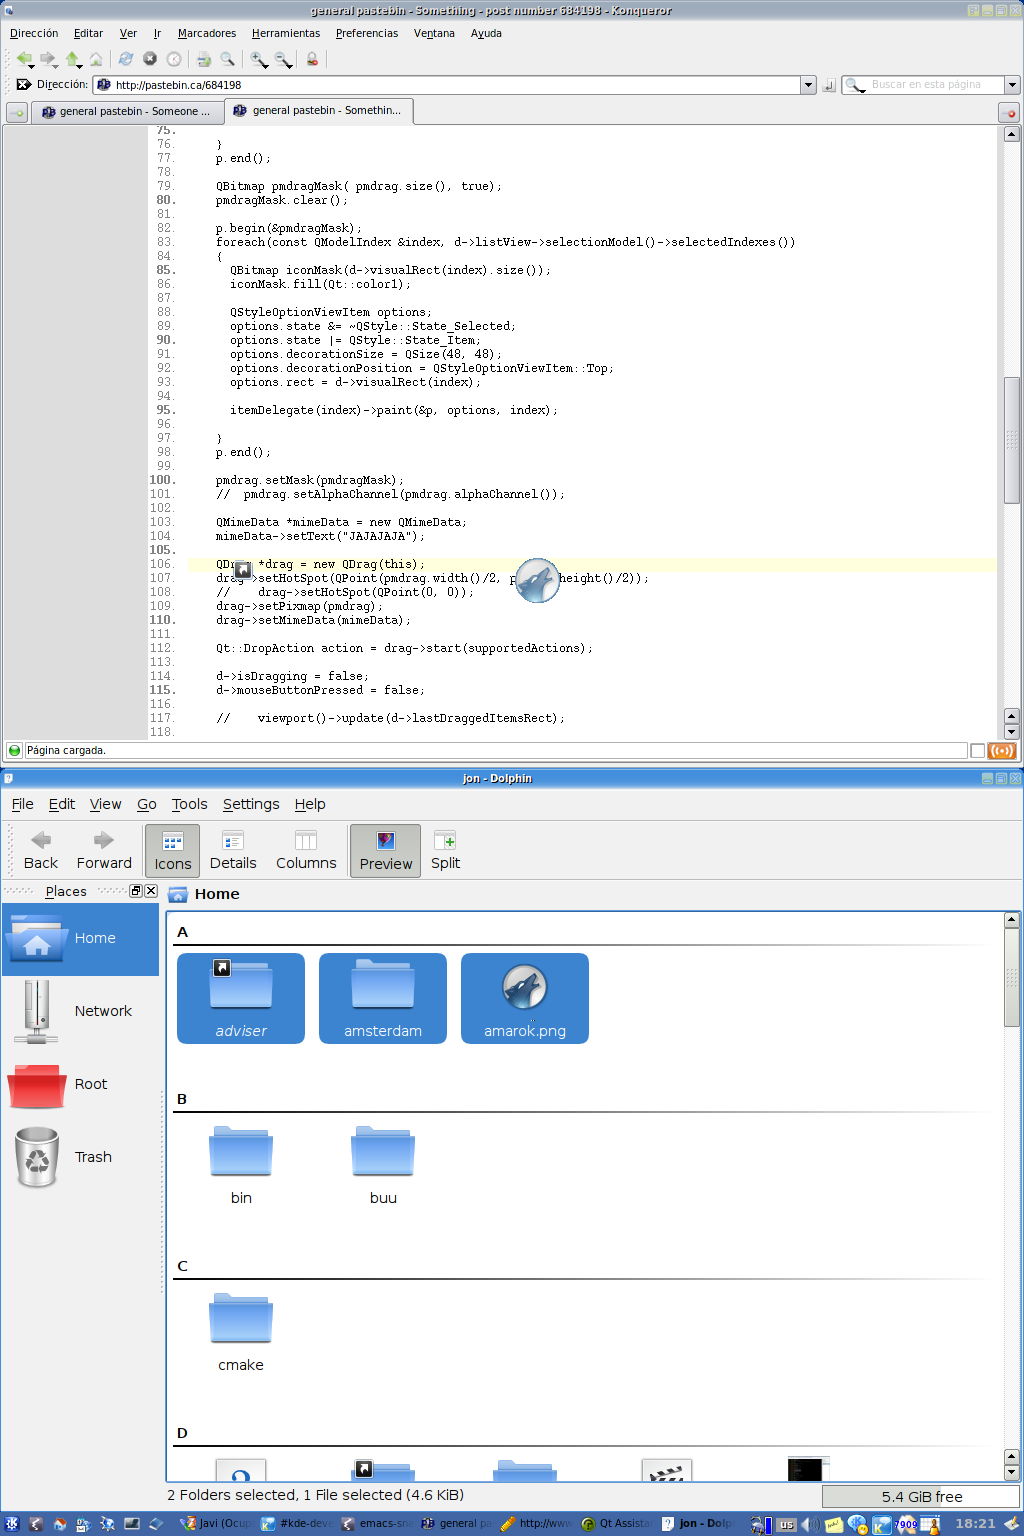 general pastebin - Something - post number 684198 - Konqueror
Dirección Editar Ver Ir Marcadores Herramientas Preferencias Ventana Ayuda
Dirección: http://pastebin.ca/684198 Buscar en esta página
general pastebin - Someone ... general pastebin - Somethin...
75.
76. }
77. p.end();
78.
79. QBitmap pmdragMask( pmdrag.size(), true);
80. pmdragMask.clear();
81.
82. p.begin(&pmdragMask);
83. foreach(const QModelIndex &index, d->listView->selectionModel()->selectedIndexes())
84. {
85. QBitmap iconMask(d->visualRect(index).size());
86. iconMask.fill(Qt::color1);
87.
88. QStyleOptionViewItem options;
89. options.state &= ~QStyle::State_Selected;
90. options.state |= QStyle::State_Item;
91. options.decorationSize = QSize(48, 48);
92. options.decorationPosition = QStyleOptionViewItem::Top;
93. options.rect = d->visualRect(index);
94.
95. itemDelegate(index)->paint(&p, options, index);
96.
97. }
98. p.end();
99.
100. pmdrag.setMask(pmdragMask);
101. // pmdrag.setAlphaChannel(pmdrag.alphaChannel());
102.
103. QMimeData *mimeData = new QMimeData;
104. mimeData->setText("JAJAJAJA");
105.
106. *drag = new QDrag(this);
107. drag->setHotSpot(QPoint(pmdrag.width()/2, height()/2));
108. // drag->setHotSpot(QPoint(0, 0));
109. drag->setPixmap(pmdrag);
110. drag->setMimeData(mimeData);
111.
112. Qt::DropAction action = drag->start(supportedActions);
113.
114. d->isDragging = false;
115. d->mouseButtonPressed = false;
116.
117. // viewport()->update(d->lastDraggedItemsRect);
118.
Página cargada.
jon - Dolphin
File Edit View Go Tools Settings Help
Back Forward Icons Details Columns Preview Split
Places
Home
Home
Network
Root
Trash
A
adviser amsterdam amarok.png
B
bin buu
C
cmake
D
2 Folders selected, 1 File selected (4.6 KiB) 5.4 GiB free
Javi (Ocup #kde-deve emacs-sna general pa http://www Qt Assista jon - Dolp us 7909 18:21